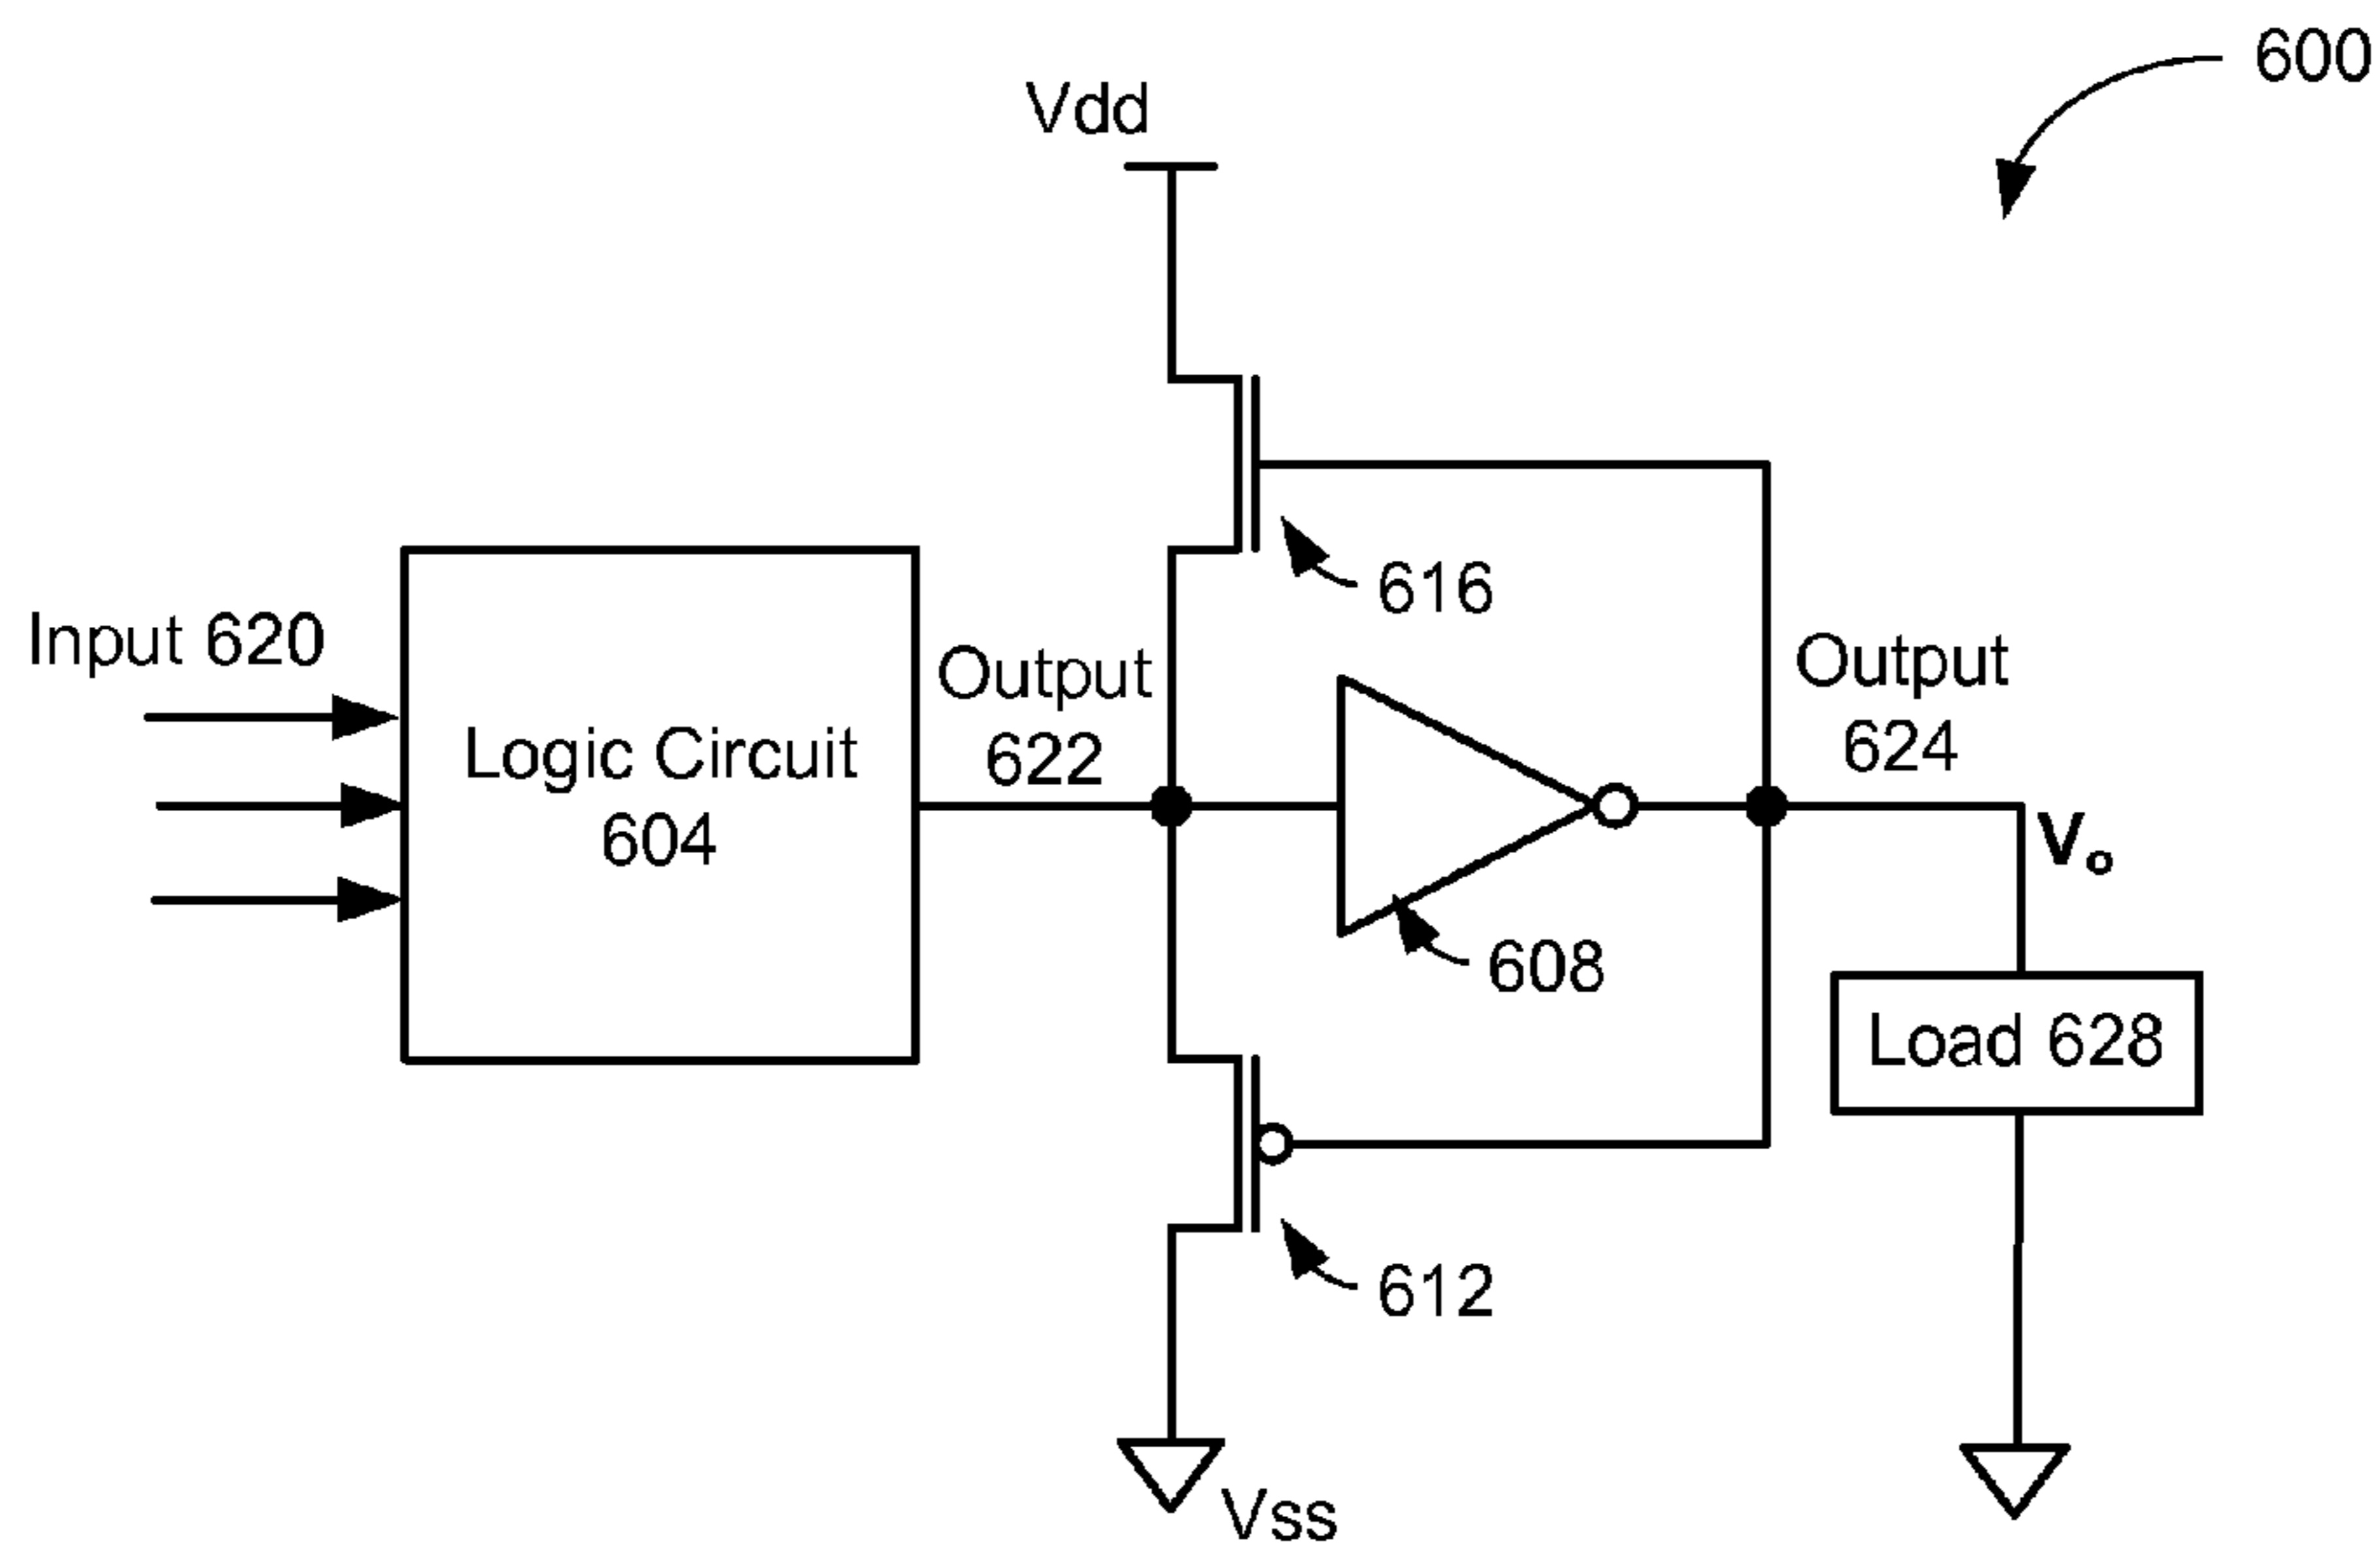 600
Vdd
616
Input 620
Output
622
Output
624
Logic Circuit
604
Vo
608
Load 628
612
Vss